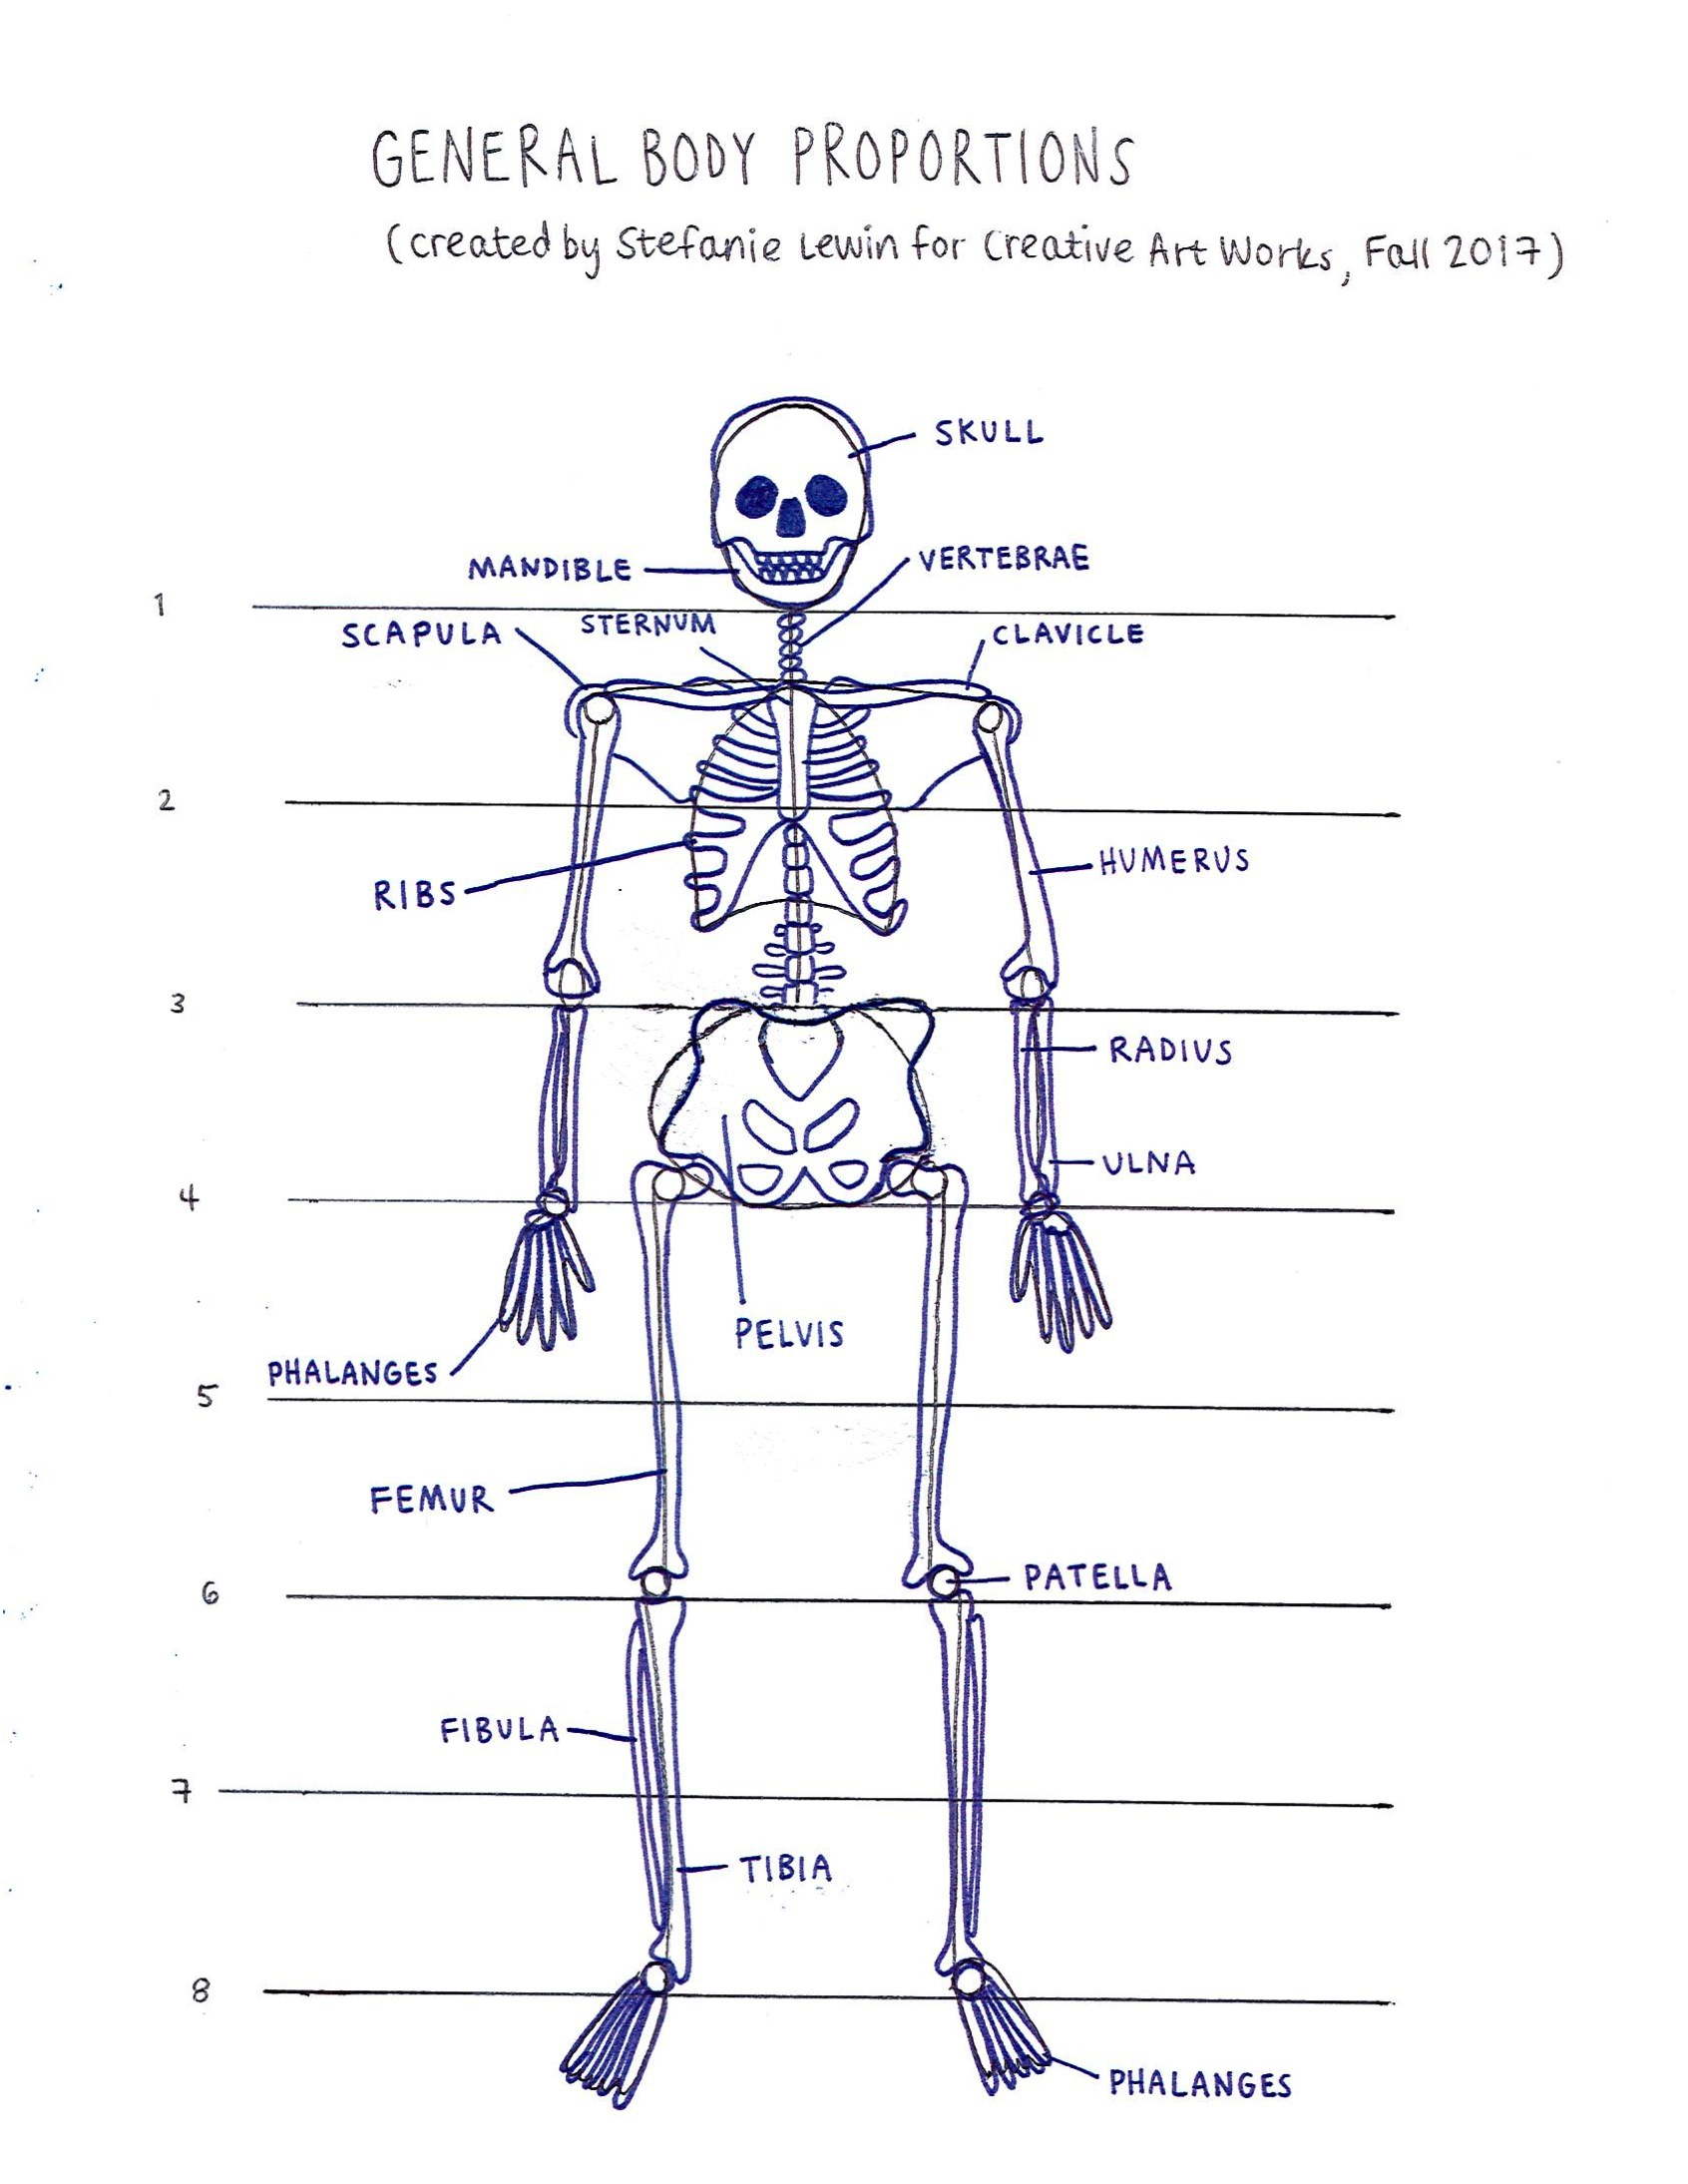 GENERAL BODY PROPORTIONS
(created by Stefanie Lewin for Creative Art Works, Fall 2017)
SKULL
MANDIBLE
VERTEBRAE
1
SCAPULA
STERNUM
CLAVICLE
2
HUMERUS
RIBS
3
RADIUS
ULNA
4
PELVIS
PHALANGES
5
FEMUR
PATELLA
6
FIBULA
7
TIBIA
8
PHALANGES